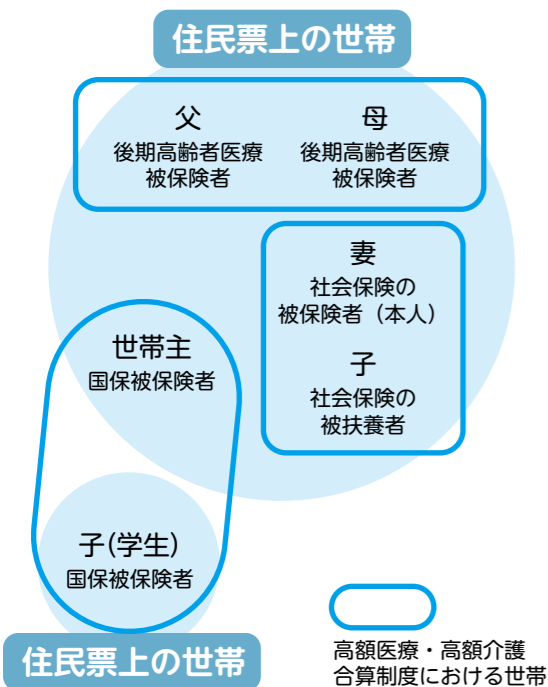 住民票上の世帯
父
後期高齢者医療
被保険者
母
後期高齢者医療
被保険者
妻
社会保険の
被保険者（本人）
子
社会保険の
被扶養者
世帯主
国保被保険者
子(学生)
国保被保険者
住民票上の世帯
高額医療・高額介護
合算制度における世帯